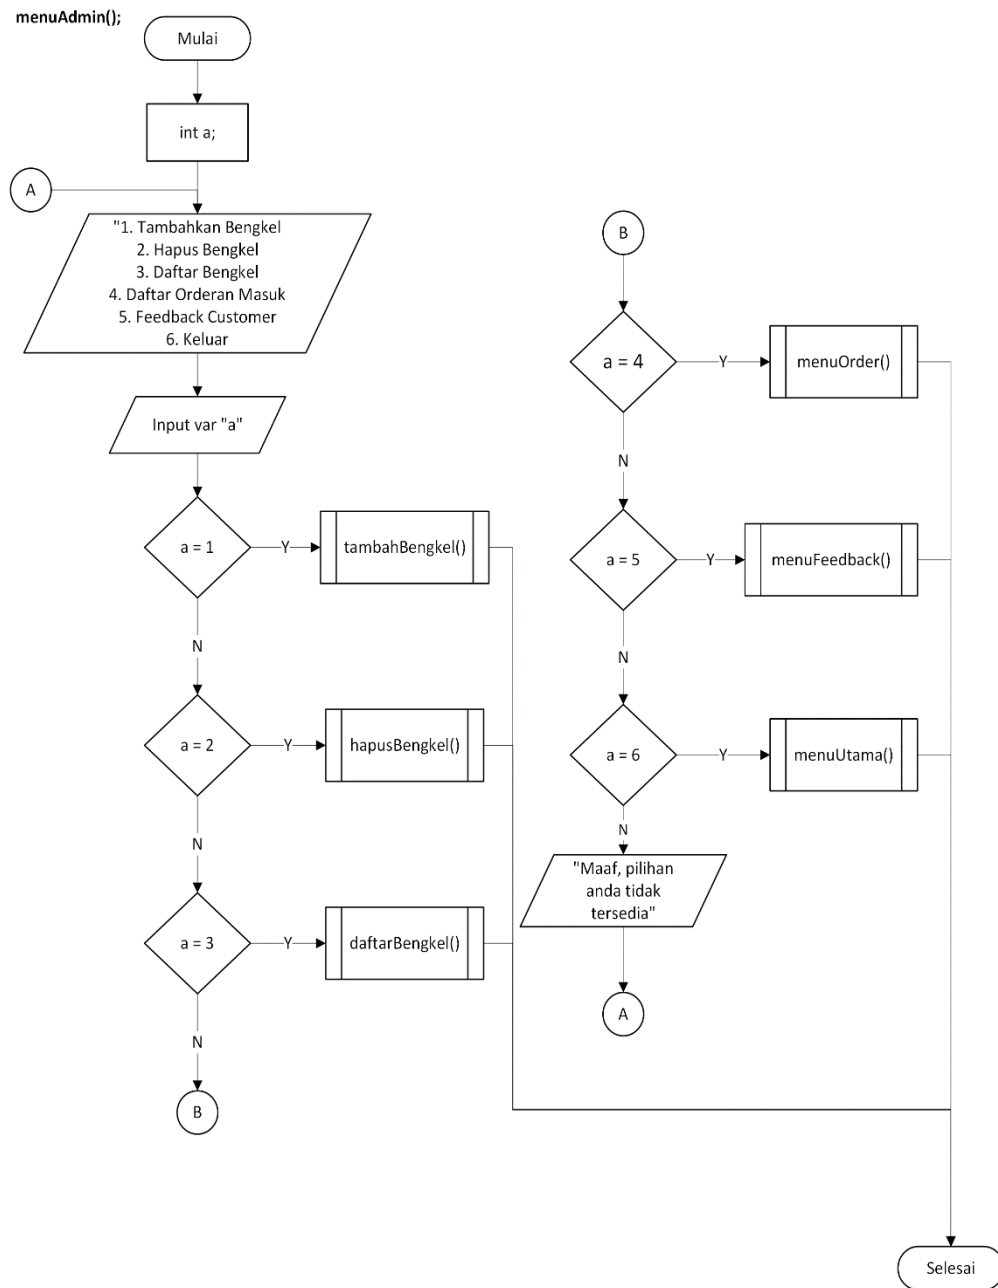 menuAdmin();
Mulai
int a;
A
"1. Tambahkan Bengkel
2. Hapus Bengkel
3. Daftar Bengkel
4. Daftar Orderan Masuk
5. Feedback Customer
6. Keluar
Input var "a"
a = 1
Y
tambahBengkel()
N
a = 2
Y
hapusBengkel()
N
a = 3
Y
daftarBengkel()
N
B
B
a = 4
Y
menuOrder()
N
a = 5
Y
menuFeedback()
N
a = 6
Y
menuUtama()
N
"Maaf, pilihan
anda tidak
tersedia"
A
Selesai